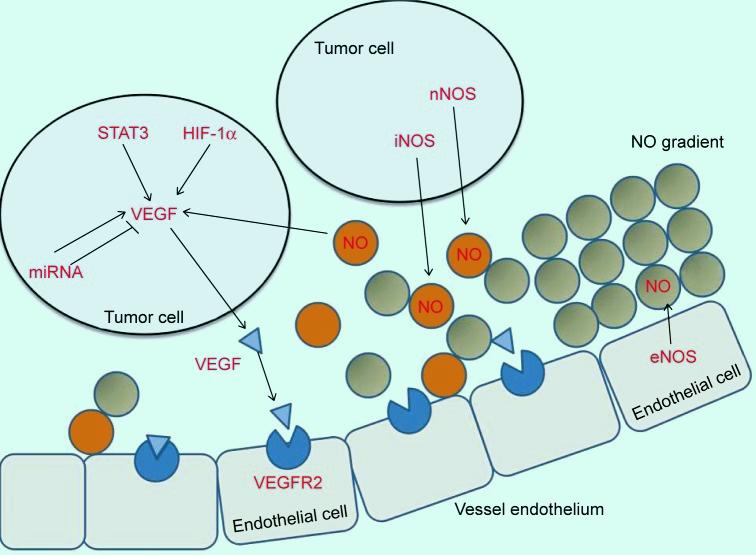 Tumor cell
nNOS
iNOS
STAT3
HIF-1α
NO gradient
VEGF
miRNA
NO
NO
NO
NO
Tumor cell
VEGF
eNOS
Endothelial cell
VEGFR2
Endothelial cell
Vessel endothelium